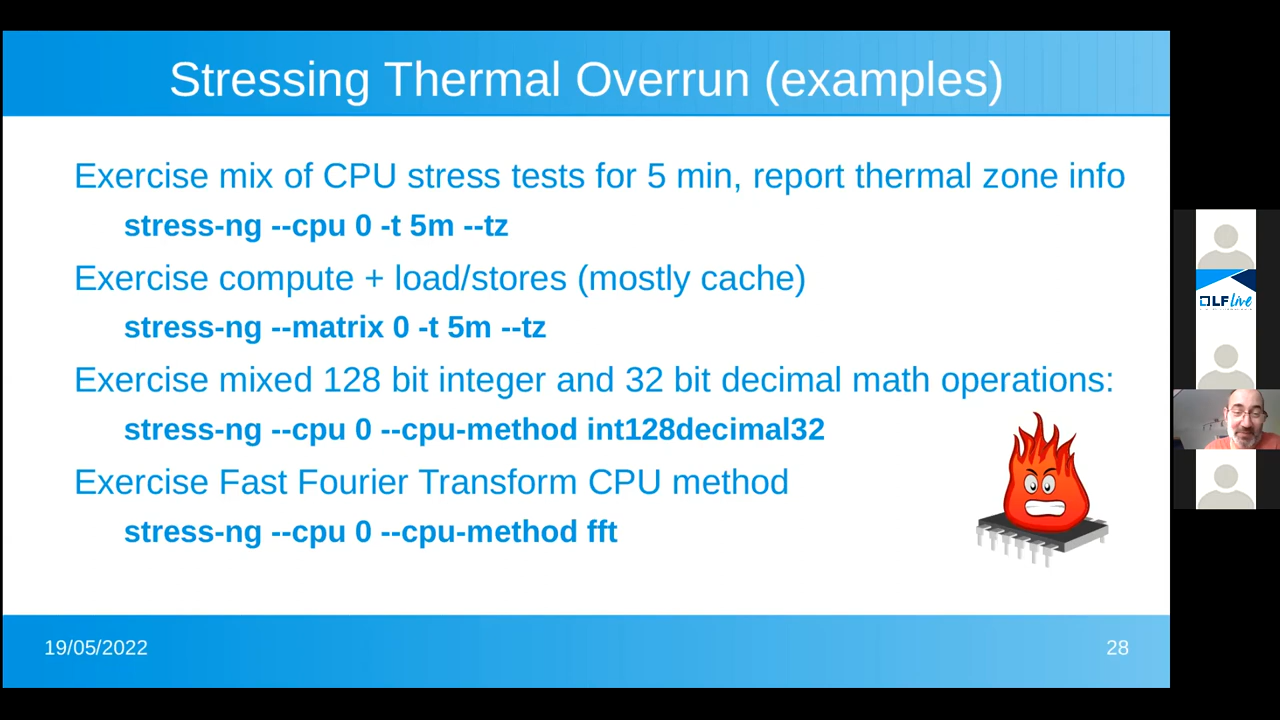 Stressing Thermal Overrun (examples)
Exercise mix of CPU stress tests for 5 min, report thermal zone info
stress-ng --cpu 0 -t 5m --tz
Exercise compute + load/stores (mostly cache)
stress-ng --matrix 0 -t 5m --tz
Exercise mixed 128 bit integer and 32 bit decimal math operations:
stress-ng --cpu 0 --cpu-method int128decimal32
Exercise Fast Fourier Transform CPU method
stress-ng --cpu 0 --cpu-method fft
19/05/2022
28
LF Live